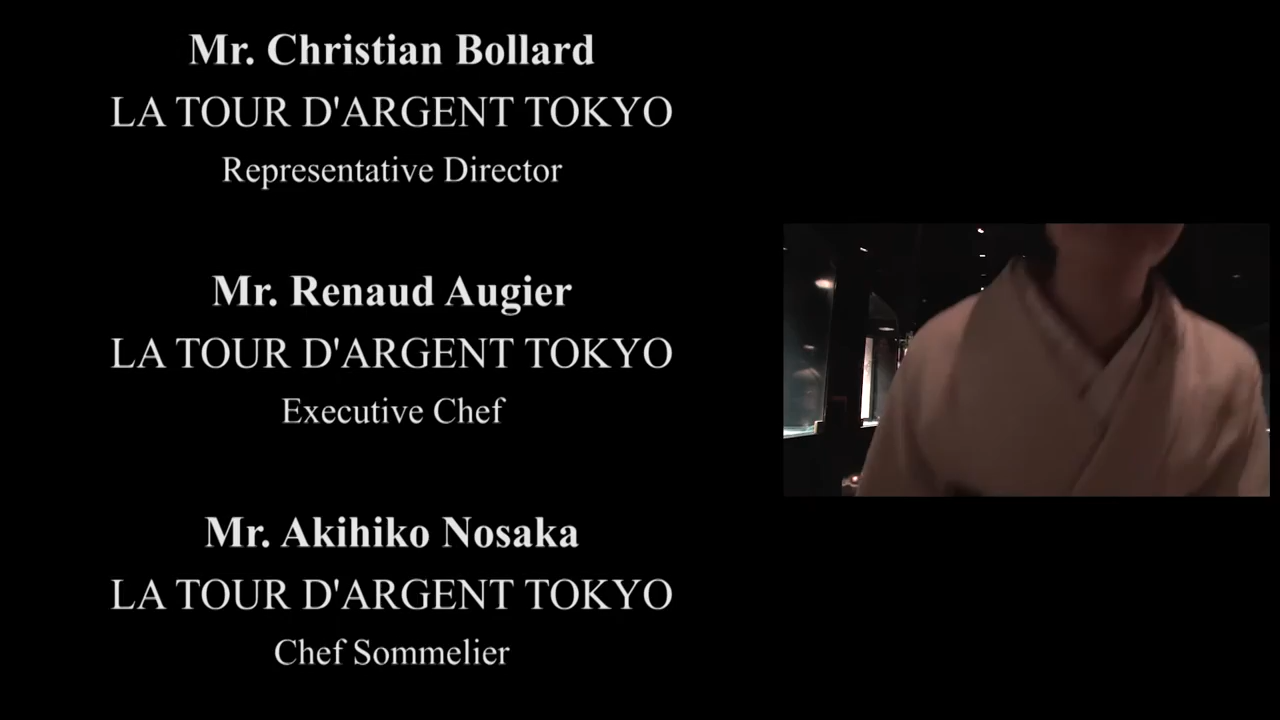 Mr. Christian Bollard
LA TOUR D'ARGENT TOKYO
Representative Director
Mr. Renaud Augier
LA TOUR D'ARGENT TOKYO
Executive Chef
Mr. Akihiko Nosaka
LA TOUR D'ARGENT TOKYO
Chef Sommelier